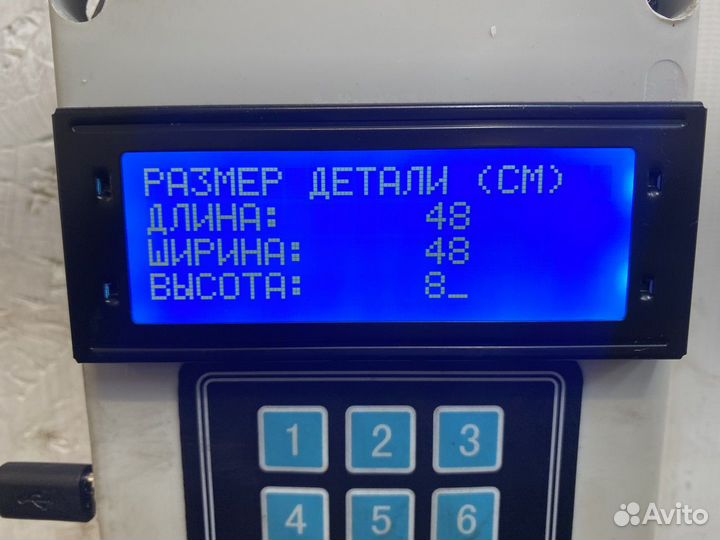 РАЗМЕР ДЕТАЛИ (СМ)
ДЛИНА: 48
ШИРИНА: 48
ВЫСОТА: 8_
1 2 3
4 5 6
Avito